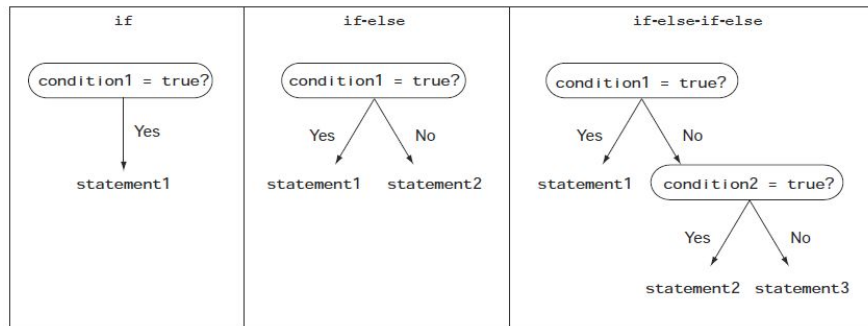 if
condition1 = true?
Yes
statement1
if-else
condition1 = true?
Yes
No
statement1
statement2
if-else-if-else
condition1 = true?
Yes
No
statement1
condition2 = true?
Yes
No
statement2
statement3